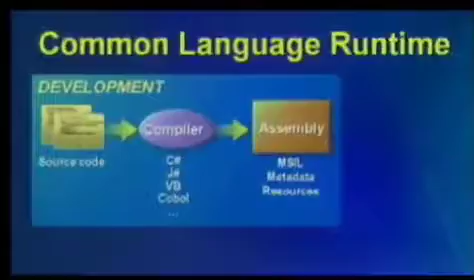 Common Language Runtime
DEVELOPMENT
Compiler
Assembly
Source code
C#
J#
VB
Cobol
...
MSIL
Metadata
Resources